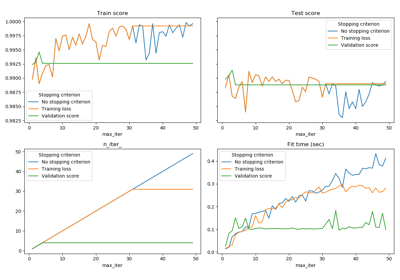 Train score
Test score
1.0000
0.9975
0.9950
0.9925
0.9900
0.9875
0.9850
0.9825
Stopping criterion
No stopping criterion
Training loss
Validation score
Stopping criterion
No stopping criterion
Training loss
Validation score
0 10 20 30 40 50
max_iter
0 10 20 30 40 50
max_iter
n_iter_
Fit time (sec)
50
40
30
20
10
0
Stopping criterion
No stopping criterion
Training loss
Validation score
0.4
0.3
0.2
0.1
0.0
Stopping criterion
No stopping criterion
Training loss
Validation score
0 10 20 30 40 50
max_iter
0 10 20 30 40 50
max_iter